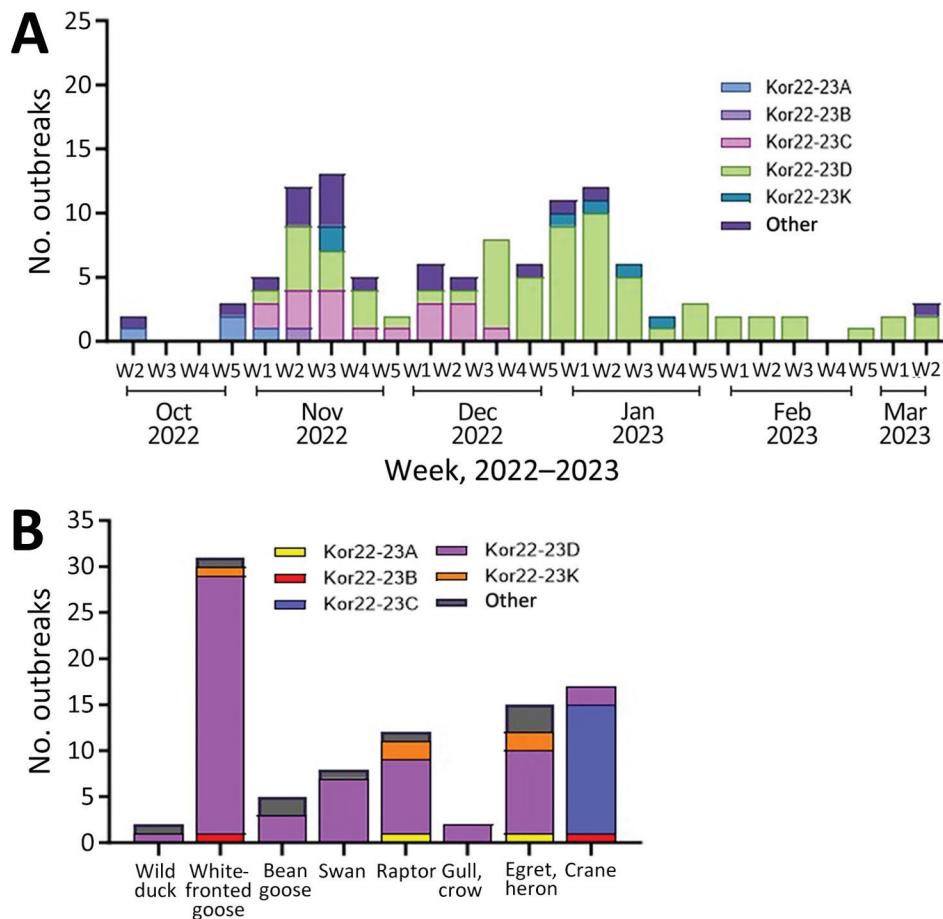 A
25
20
15
10
5
0
No. outbreaks
Kor22-23A
Kor22-23B
Kor22-23C
Kor22-23D
Kor22-23K
Other
W2 W3 W4 W5 W1 W2 W3 W4 W5 W1 W2 W3 W4 W5 W1 W2 W3 W4 W5 W1 W2 W3 W4 W5 W1 W2
Oct Nov Dec Jan Feb Mar
2022 2022 2022 2023 2023 2023
Week, 2022–2023
B
35
30
25
20
15
10
5
0
No. outbreaks
Kor22-23A Kor22-23D
Kor22-23B Kor22-23K
Kor22-23C Other
Wild White- Bean Swan Raptor Gull, Egret, Crane
duck fronted goose crow heron
goose